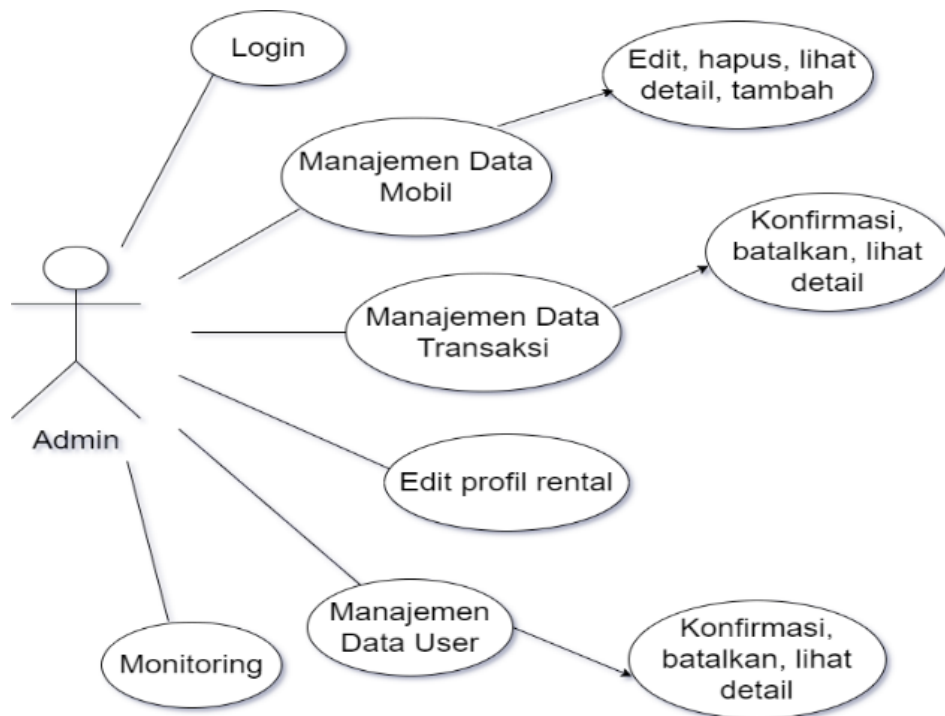 Login
Edit, hapus, lihat
detail, tambah
Manajemen Data
Mobil
Konfirmasi,
batalkan, lihat
detail
Manajemen Data
Transaksi
Admin
Edit profil rental
Manajemen
Data User
Konfirmasi,
batalkan, lihat
detail
Monitoring